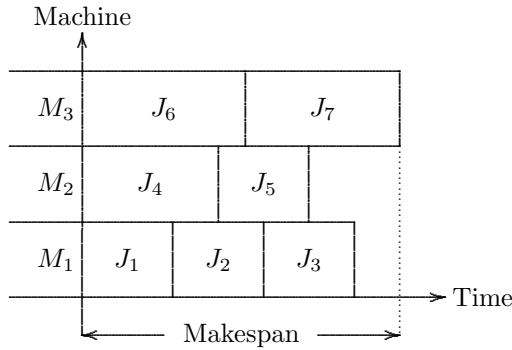 Machine
M₃ J₆ J₇
M₂ J₄ J₅
M₁ J₁ J₂ J₃
Time
Makespan